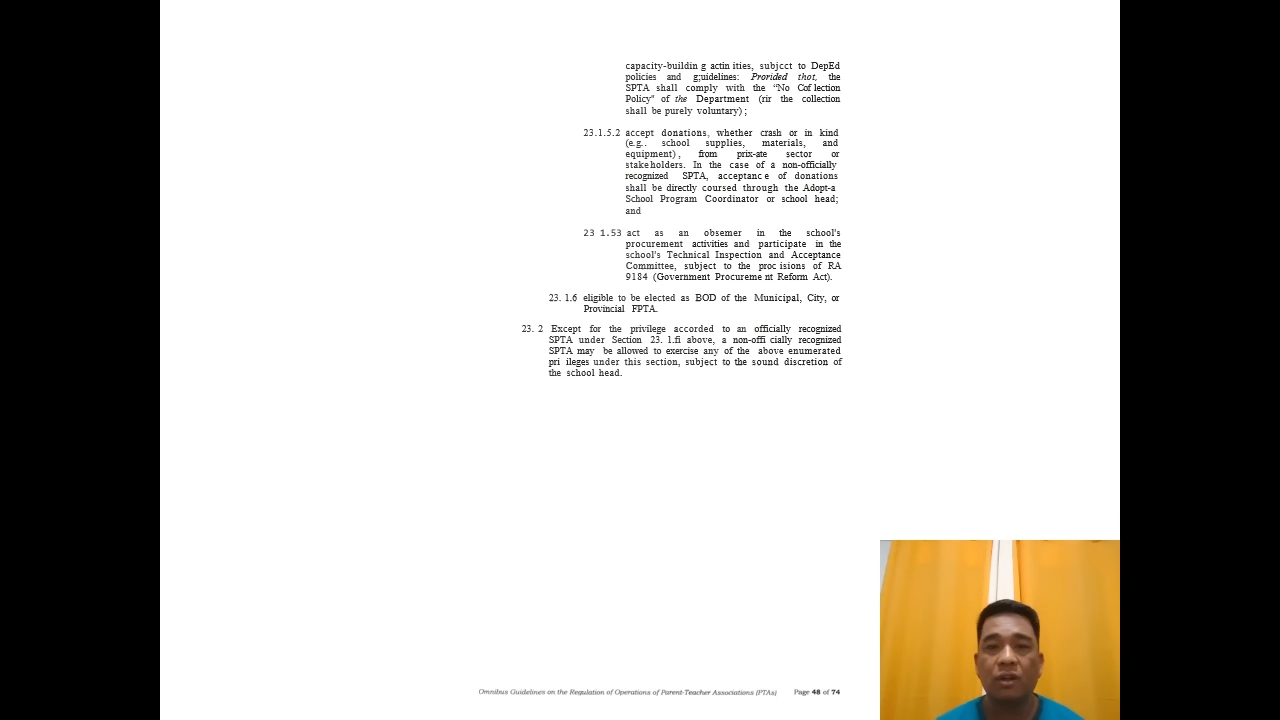 capacity-buildin g actin ities, subjcct to DepEd
policies and g;uidelines: Prorided thot, the
SPTA shall comply with the “No Cof lection
Policy" of the Department (rir the collection
shall be purely voluntary) ;
23.1.5.2 accept donations, whether crash or in kind
(e.g.. school supplies, materials, and
equipment) , from prix-ate sector or
stake holders. In the case of a non-officially
recognized SPTA, acceptanc e of donations
shall be directly coursed through the Adopt-a
School Program Coordinator or school head;
and
23 1.53 act as an obsemer in the school's
procurement activities and participate in the
school's Technical Inspection and Acceptance
Committee, subject to the proc isions of RA
9184 (Government Procureme nt Reform Act).
23. 1.6 eligible to be elected as BOD of the Municipal, City, or
Provincial FPTA.
23. 2 Except for the privilege accorded to an officially recognized
SPTA under Section 23. 1.fi above, a non-offi cially recognized
SPTA may be allowed to exercise any of the above enumerated
pri ileges under this section, subject to the sound discretion of
the school head.
Omnibus Guidelines on the Regulation of Operations of Parent-Teacher Associations (PTAs) Page 48 of 74